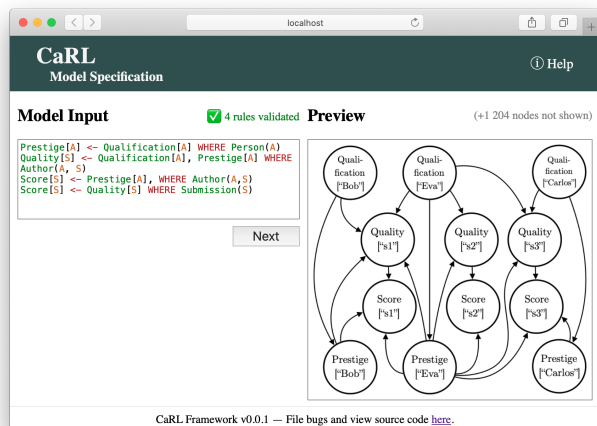 localhost
CaRL
Model Specification
Help
Model Input
4 rules validated
Preview
(+1 204 nodes not shown)
Prestige[A] <- Qualification[A] WHERE Person(A)
Quality[S] <- Qualification[A], Prestige[A] WHERE
Author(A, S)
Score[S] <- Prestige[A], WHERE Author(A,S)
Score[S] <- Quality[S] WHERE Submission(S)
Next
Quali-
fication
[“Bob”]
Quali-
fication
[“Eva”]
Quali-
fication
[“Carlos”]
Quality
[“s1”]
Quality
[“s2”]
Quality
[“s3”]
Score
[“s1”]
Score
[“s2”]
Score
[“s3”]
Prestige
[“Bob”]
Prestige
[“Eva”]
Prestige
[“Carlos”]
CaRL Framework v0.0.1 — File bugs and view source code here.